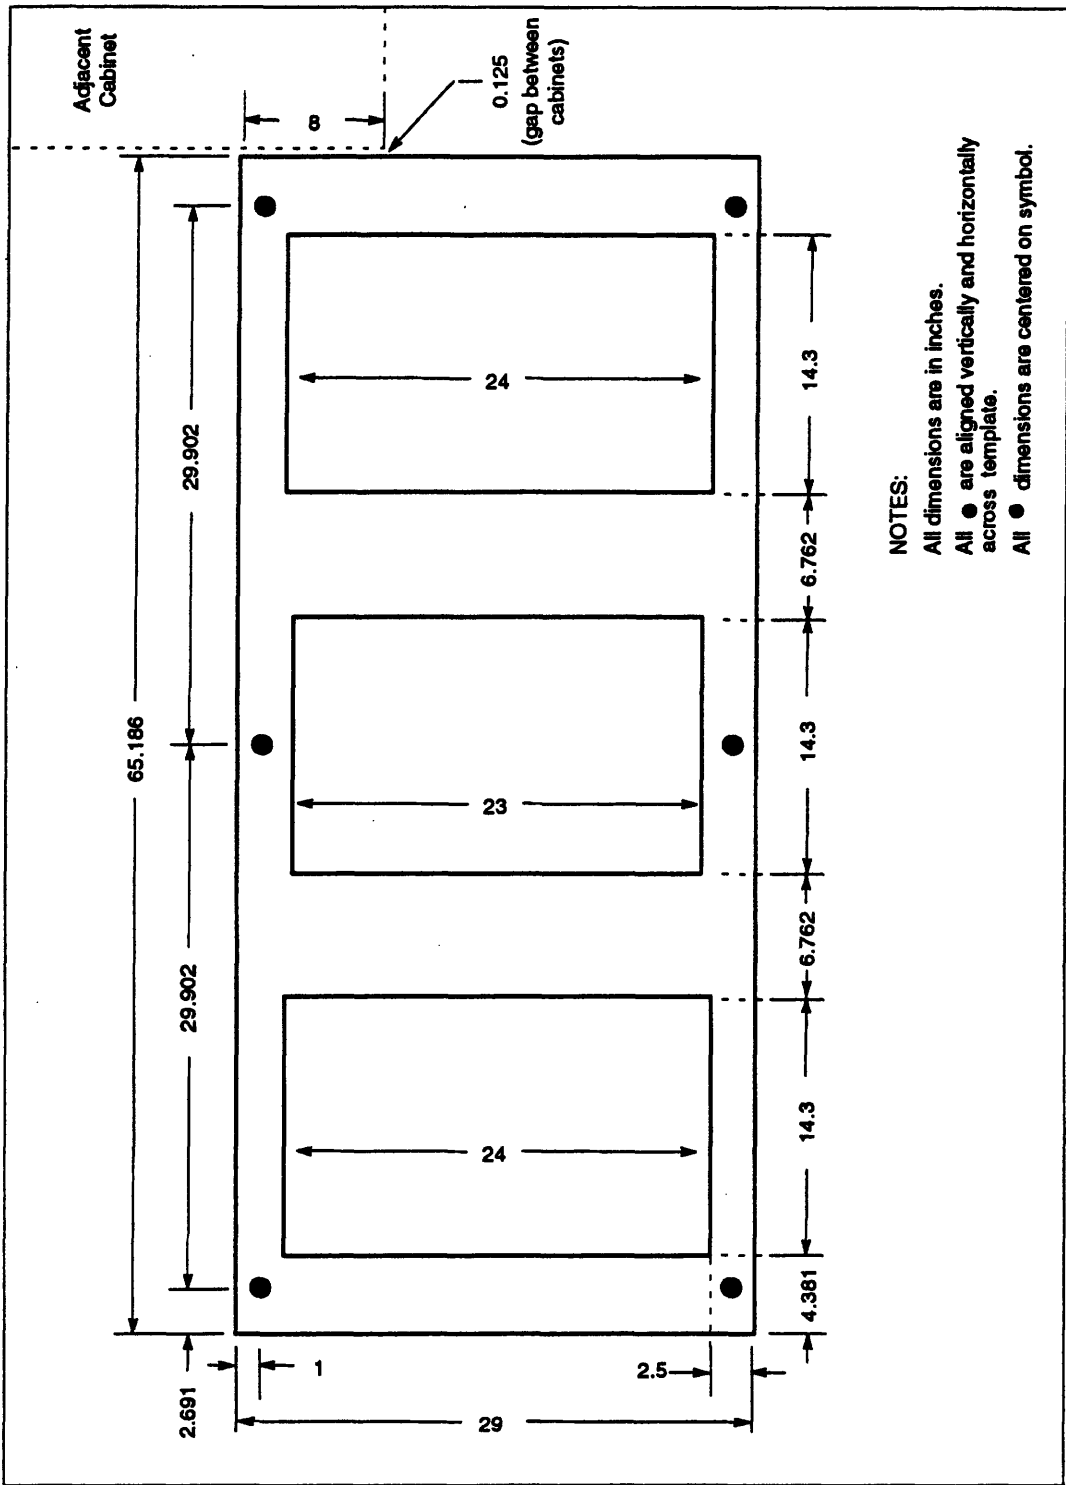 Adjacent
Cabinet
8
0.125
(gap between
cabinets)
65.186
29.902
29.902
2.691
1
29
2.5
24
23
24
4.381
14.3
6.762
14.3
6.762
14.3
NOTES:
All dimensions are in inches.
All ● are aligned vertically and horizontally
across template.
All ● dimensions are centered on symbol.